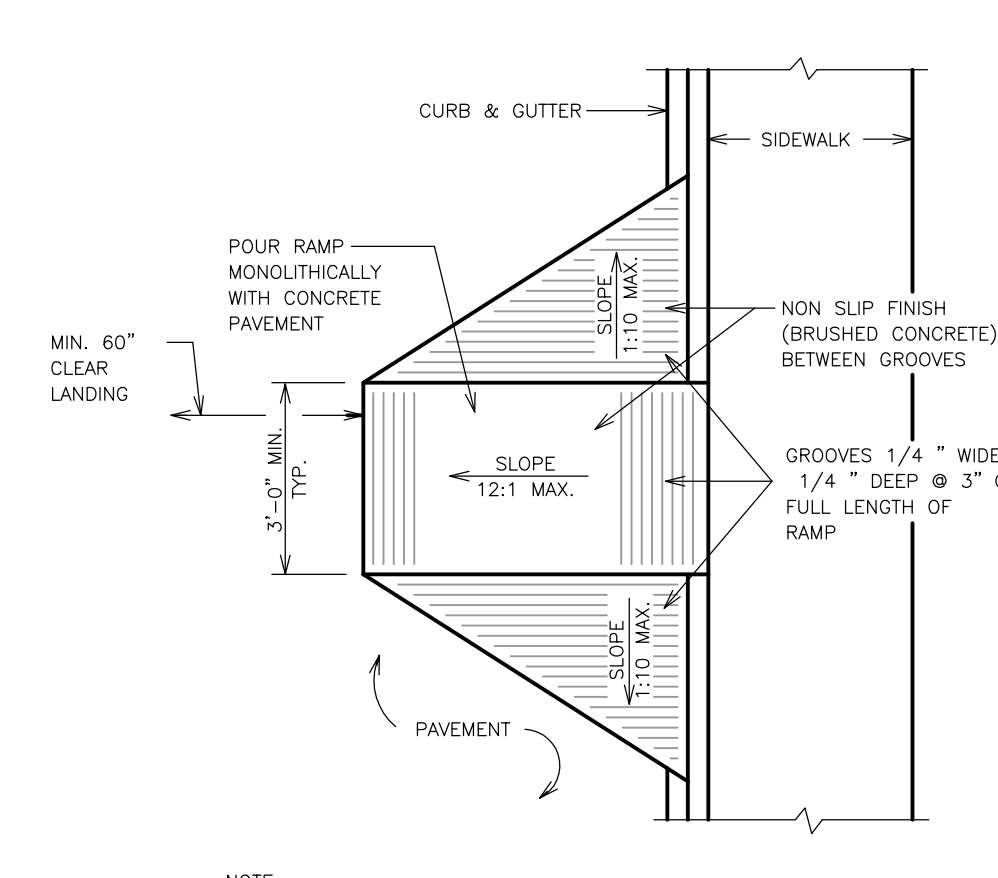 CURB & GUTTER
SIDEWALK
POUR RAMP
MONOLITHICALLY
WITH CONCRETE
PAVEMENT
SLOPE
1:10 MAX.
NON SLIP FINISH
(BRUSHED CONCRETE)
BETWEEN GROOVES
MIN. 60”
CLEAR
LANDING
3'-0” MIN.
TYP.
SLOPE
12:1 MAX.
GROOVES 1/4 ” WIDE
1/4 ” DEEP @ 3"
FULL LENGTH OF
RAMP
SLOPE
1:10 MAX.
PAVEMENT
NOTE